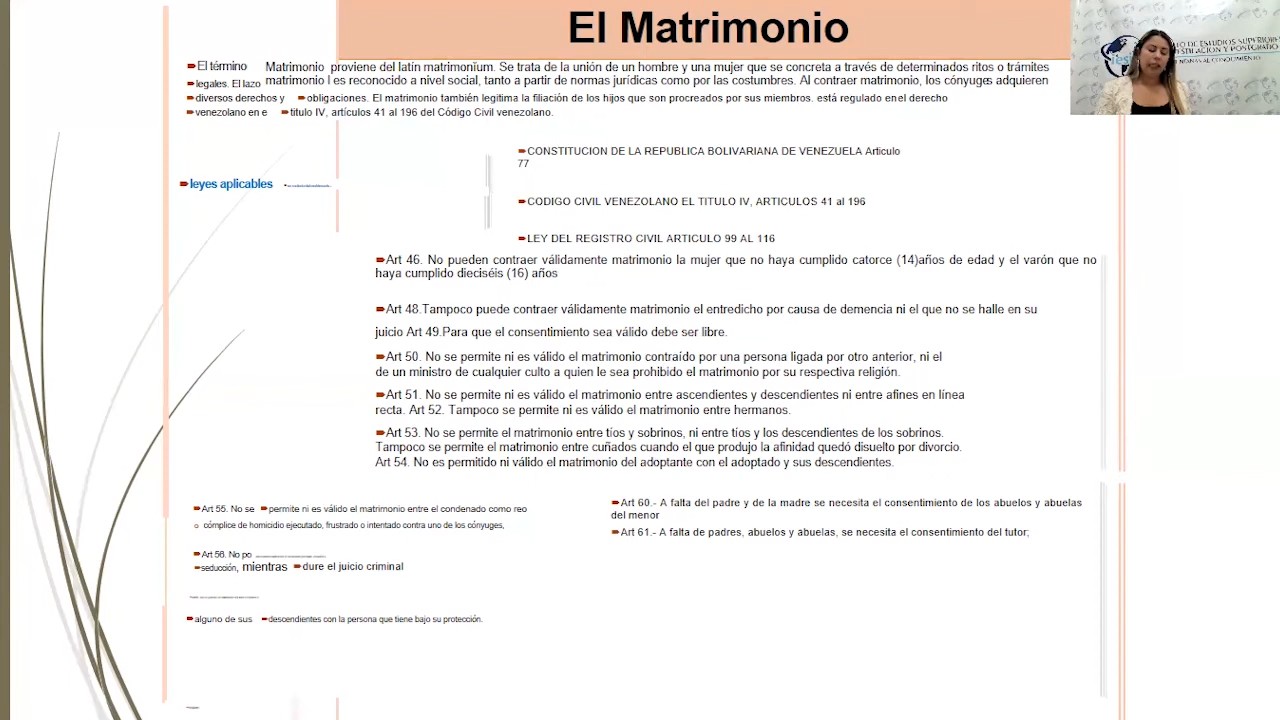 El Matrimonio
El término Matrimonio proviene del latín matrimonĭum. Se trata de la unión de un hombre y una mujer que se concreta a través de determinados ritos o trámites
legales. El lazo matrimonio l es reconocido a nivel social, tanto a partir de normas jurídicas como por las costumbres. Al contraer matrimonio, los cónyuges adquieren
diversos derechos y obligaciones. El matrimonio también legitima la filiación de los hijos que son procreados por sus miembros. está regulado enel derecho
venezolano en e titulo IV, artículos 41 al 196 del Código Civil venezolano.
CONSTITUCION DE LA REPUBLICA BOLIVARIANA DE VENEZUELA Articulo
77
leyes aplicables
CODIGO CIVIL VENEZOLANO EL TITULO IV, ARTICULOS 41 al 196
LEY DEL REGISTRO CIVIL ARTICULO 99 AL 116
Art 46. No pueden contraer válidamente matrimonio la mujer que no haya cumplido catorce (14)años de edad y el varón que no
haya cumplido dieciséis (16) años
Art 48.Tampoco puede contraer válidamente matrimonio el entredicho por causa de demencia ni el que no se halle en su
juicio Art 49.Para que el consentimiento sea válido debe ser libre.
Art 50. No se permite ni es válido el matrimonio contraído por una persona ligada por otro anterior, ni el
de un ministro de cualquier culto a quien le sea prohibido el matrimonio por su respectiva religión.
Art 51. No se permite ni es válido el matrimonio entre ascendientes y descendientes ni entre afines en línea
recta. Art 52. Tampoco se permite ni es válido el matrimonio entre hermanos.
Art 53. No se permite el matrimonio entre tíos y sobrinos, ni entre tíos y los descendientes de los sobrinos.
Tampoco se permite el matrimonio entre cuñados cuando el que produjo la afinidad quedó disuelto por divorcio.
Art 54. No es permitido ni válido el matrimonio del adoptante con el adoptado y sus descendientes.
Art 55. No se permite ni es válido el matrimonio entre el condenado como reo
o cómplice de homicidio ejecutado, frustrado o intentado contra uno de los cónyuges,
Art 56. No po
seducción, mientras dure el juicio criminal
alguno de sus descendientes con la persona que tiene bajo su protección.
Art 60.- A falta del padre y de la madre se necesita el consentimiento de los abuelos y abuelas
del menor
Art 61.- A falta de padres, abuelos y abuelas, se necesita el consentimiento del tutor;